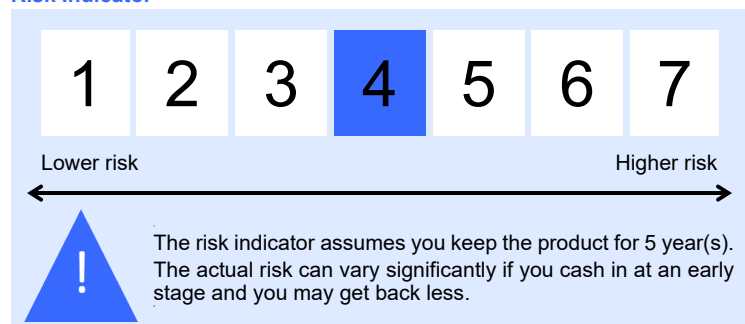 Risk Indicator
1 2 3 4 5 6 7
Lower risk Higher risk
!
The risk indicator assumes you keep the product for 5 year(s).
The actual risk can vary significantly if you cash in at an early
stage and you may get back less.